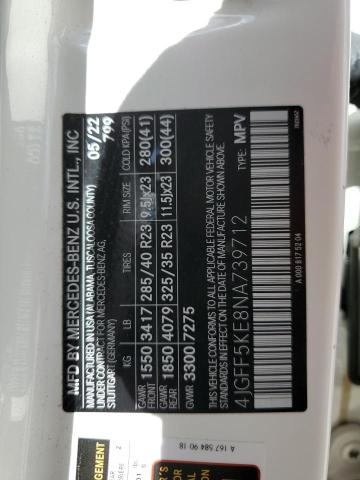 MFD BY MERCEDES-BENZ U.S. INTL., INC 05/22
MANUFACTURED IN USA (ALABAMA, TUSCALOOSA COUNTY) 799
UNDER CONTRACT FOR MERCEDES-BENZ AG,
STUTTGART (GERMANY)
KG LB TIRES RIM SIZE COLD KPA(PSI)
GAWR FRONT 1550 3417 285/40 R23 9.5Jx23 280(41)
GAWR REAR 1850 4079 325/35 R23 11.5Jx23 300(44)
GVWR 3300 7275
THIS VEHICLE CONFORMS TO ALL APPLICABLE FEDERAL MOTOR VEHICLE SAFETY
STANDARDS IN EFFECT ON THE DATE OF MANUFACTURE SHOWN ABOVE.
4JGFF5KE8NA739712 TYPE: MPV
A 000 817 52 04
A 167 584 90 18